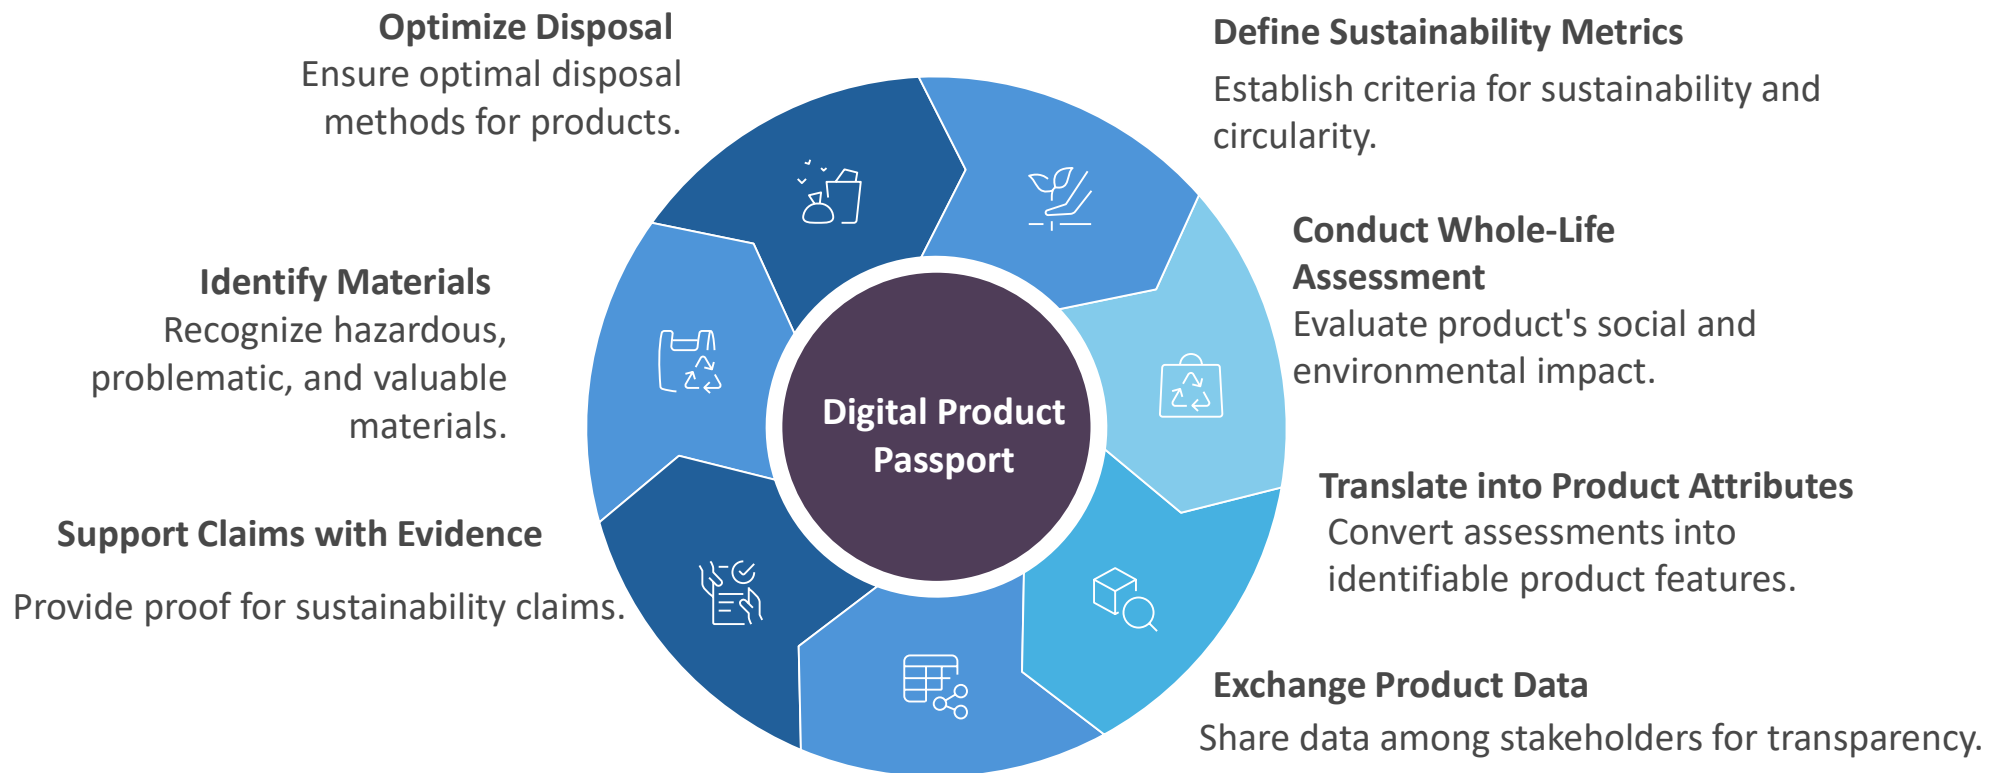 Optimize Disposal
Ensure optimal disposal
methods for products.
Define Sustainability Metrics
Establish criteria for sustainability and
circularity.
Conduct Whole-Life
Assessment
Evaluate product's social and
environmental impact.
Identify Materials
Recognize hazardous,
problematic, and valuable
materials.
Digital Product
Passport
Translate into Product Attributes
Convert assessments into
identifiable product features.
Support Claims with Evidence
Provide proof for sustainability claims.
Exchange Product Data
Share data among stakeholders for transparency.